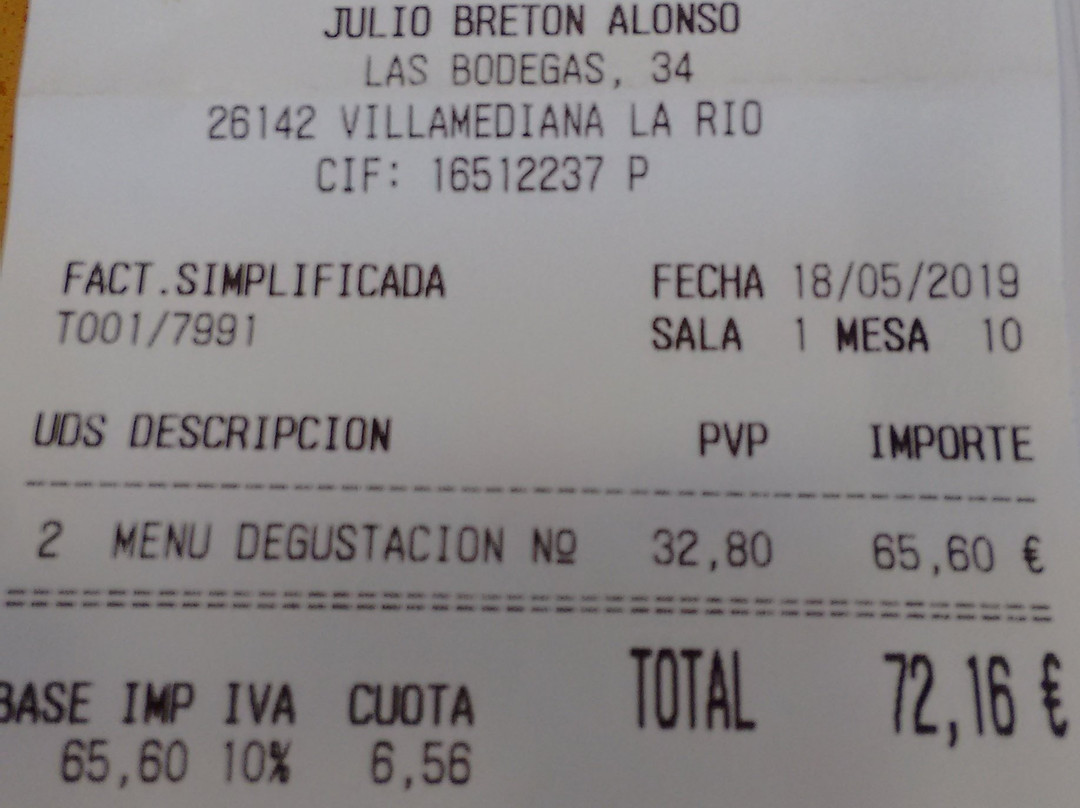 JULIO BRETON ALONSO
LAS BODEGAS, 34
26142 VILLAMEDIANA LA RIO
CIF: 16512237 P
FACT.SIMPLIFICADA FECHA 18/05/2019
T001/7991 SALA 1 MESA 10
UDS DESCRIPCION PVP IMPORTE
2 MENU DEGUSTACION Nº 32,80 65,60 €
TOTAL 72,16 €
BASE IMP IVA CUOTA
65,60 10% 6,56